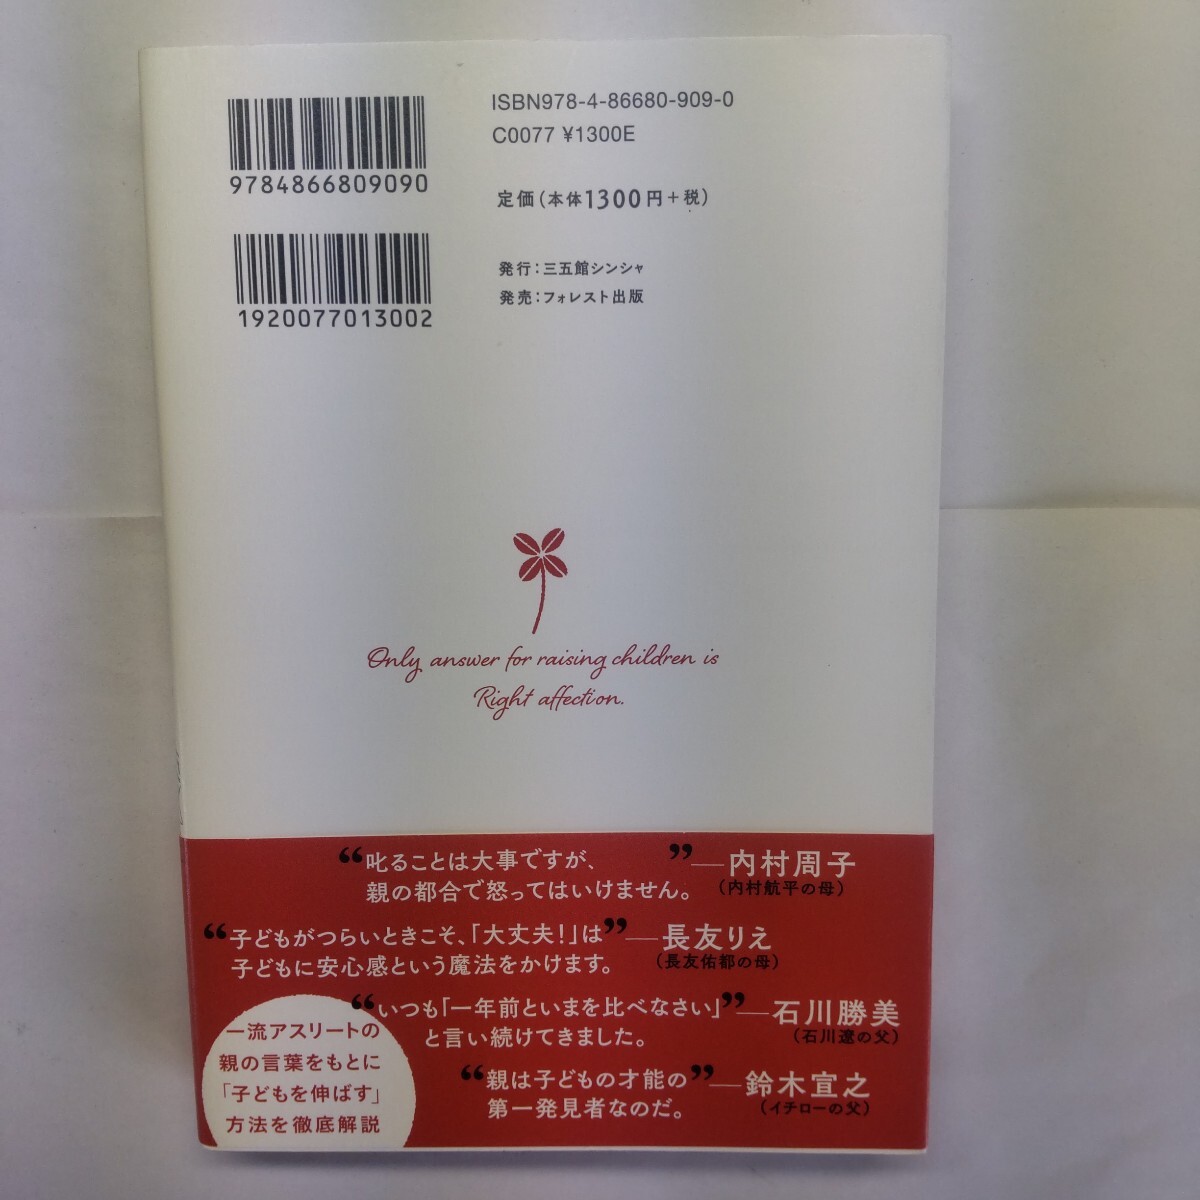 ISBN978-4-86680-909-0
C0077 ¥1300E
9784866809090
定価(本体1300円+税)
1920077013002
発行:三五館シンシャ
発売:フォレスト出版
Only answer for raising children is
Right affection.
“叱ることは大事ですが、
親の都合で怒ってはいけません。”―内村周子
(内村航平の母)
“子どもがつらいときこそ、「大丈夫!」は
子どもに安心感という魔法をかけます。”―長友りえ
(長友佑都の母)
“いつも「一年前といまを比べなさい」
と言い続けてきました。”―石川勝美
(石川遼の父)
“親は子どもの才能の
第一発見者なのだ。”―鈴木宣之
(イチローの父)
一流アスリートの
親の言葉をもとに
「子どもを伸ばす」
方法を徹底解説